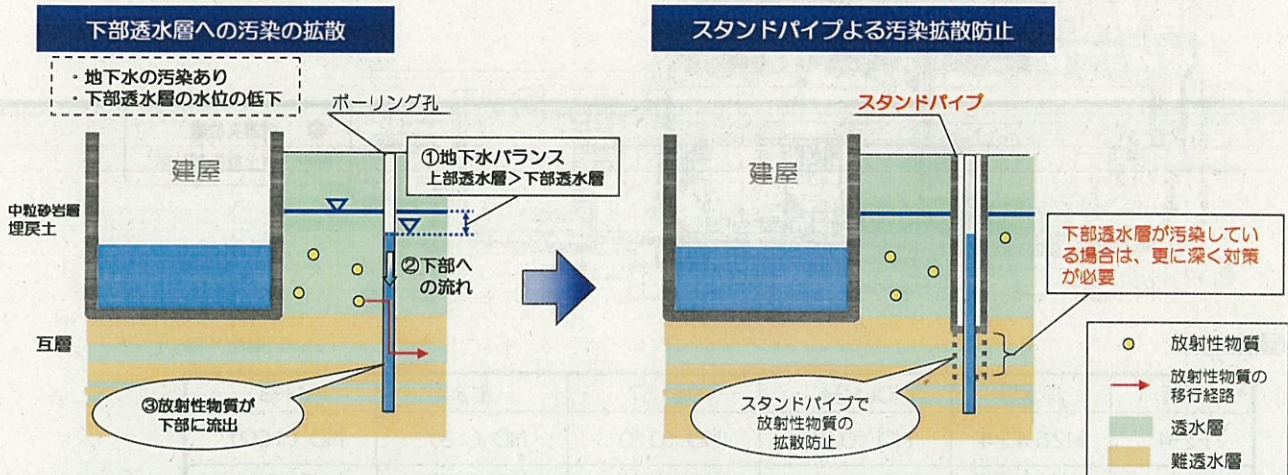 下部透水層への汚染の拡散
・地下水の汚染あり
・下部透水層の水位の低下
ボーリング孔
建屋
①地下水バランス
上部透水層＞下部透水層
中粒砂岩層
埋戻土
②下部へ
の流れ
互層
③放射性物質が
下部に流出
スタンドパイプよる汚染拡散防止
スタンドパイプ
建屋
下部透水層が汚染してい
る場合は、更に深く対策
が必要
スタンドパイプで
放射性物質の
拡散防止
放射性物質
放射性物質の
移行経路
透水層
難透水層